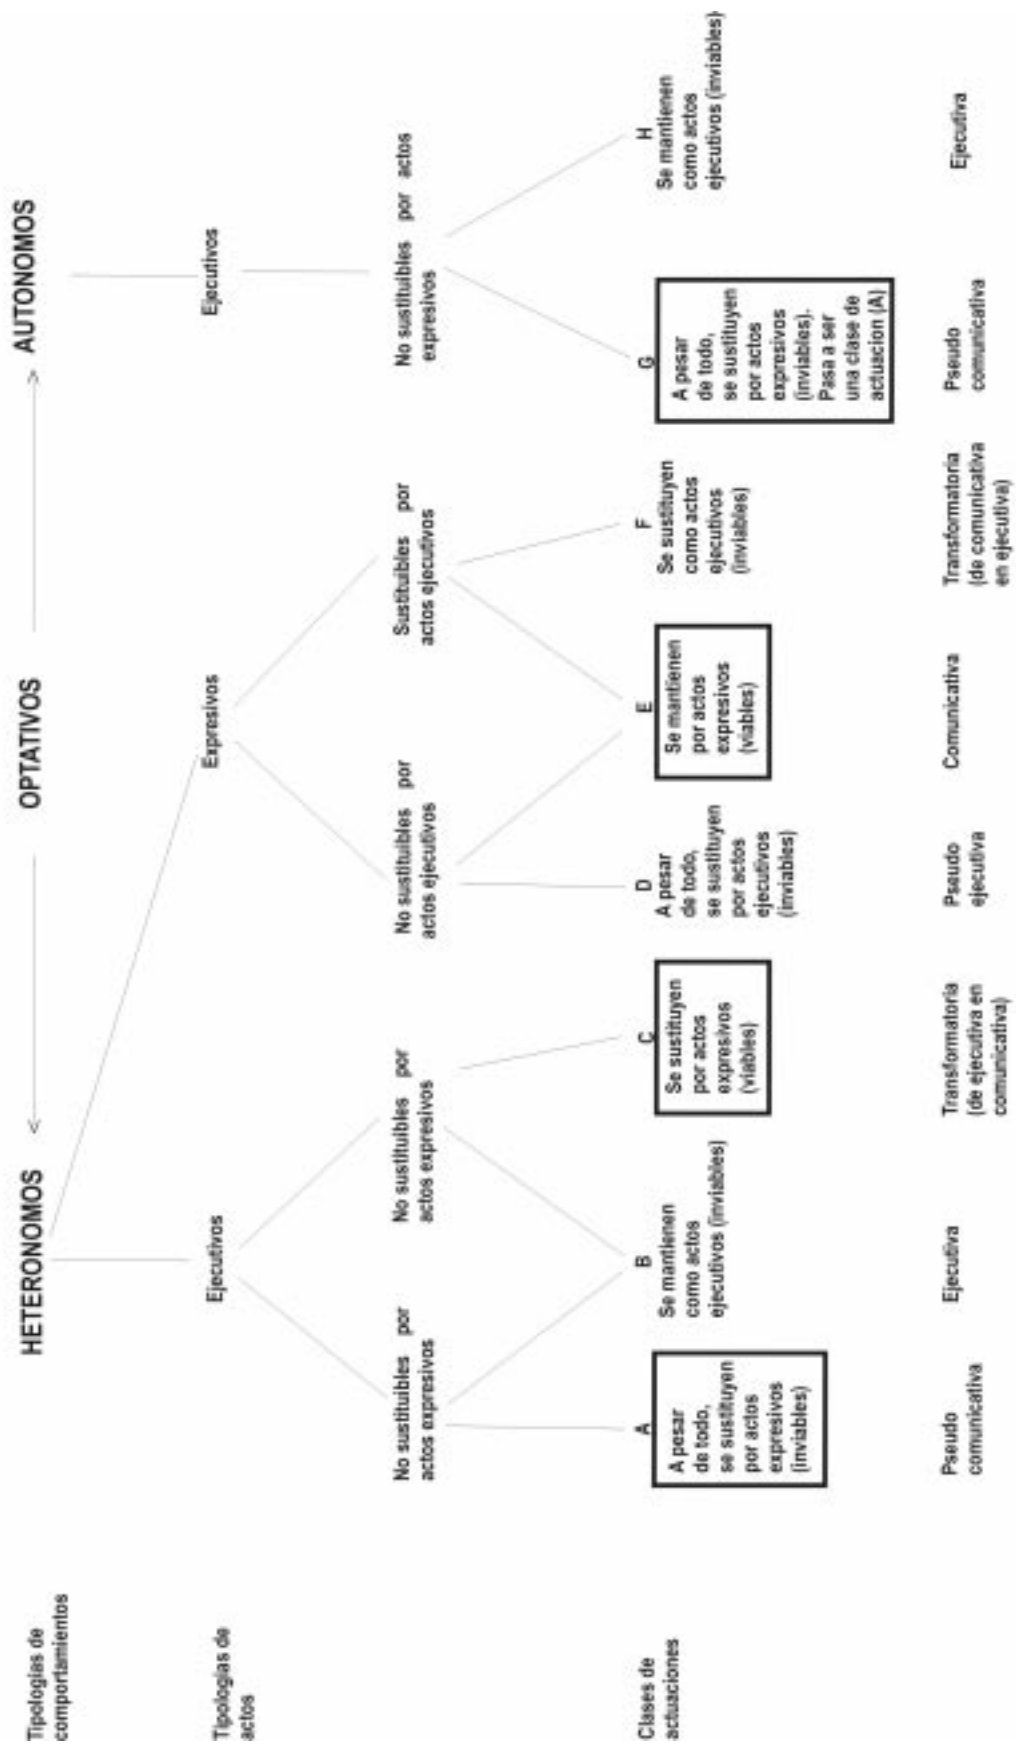 Tipologias de
comportamientos
HETERONOMOS
OPTATIVOS
AUTONOMOS
Tipologias de
actos
Ejecutivos
Expresivos
Ejecutivos
No sustituibles por
actos expresivos
No sustituibles por
actos expresivos
No sustituibles por
actos ejecutivos
Sustituibles por
actos ejecutivos
No sustituibles por actos
expresivos
Clases de
actuaciones
A
A pesar
de todo,
se sustituyen
por actos
expresivos
(inviables)
B
Se mantienen
como actos
ejecutivos (inviables)
C
Se sustituyen
por actos
expresivos
(viables)
D
A pesar
de todo,
se sustituyen
por actos
ejecutivos
(inviables)
E
Se mantienen
por actos
expresivos
(viables)
F
Se sustituyen
como actos
ejecutivos
(inviables)
G
A pesar
de todo,
se sustituyen
por actos
expresivos
(inviables).
Pasa a ser
una clase de
actuacion (A)
H
Se mantienen
como actos
ejecutivos (inviables)
Pseudo
comunicativa
Ejecutiva
Transformatoria
(de ejecutiva en
comunicativa)
Pseudo
ejecutiva
Comunicativa
Transformatoria
(de comunicativa
en ejecutiva)
Pseudo
comunicativa
Ejecutiva